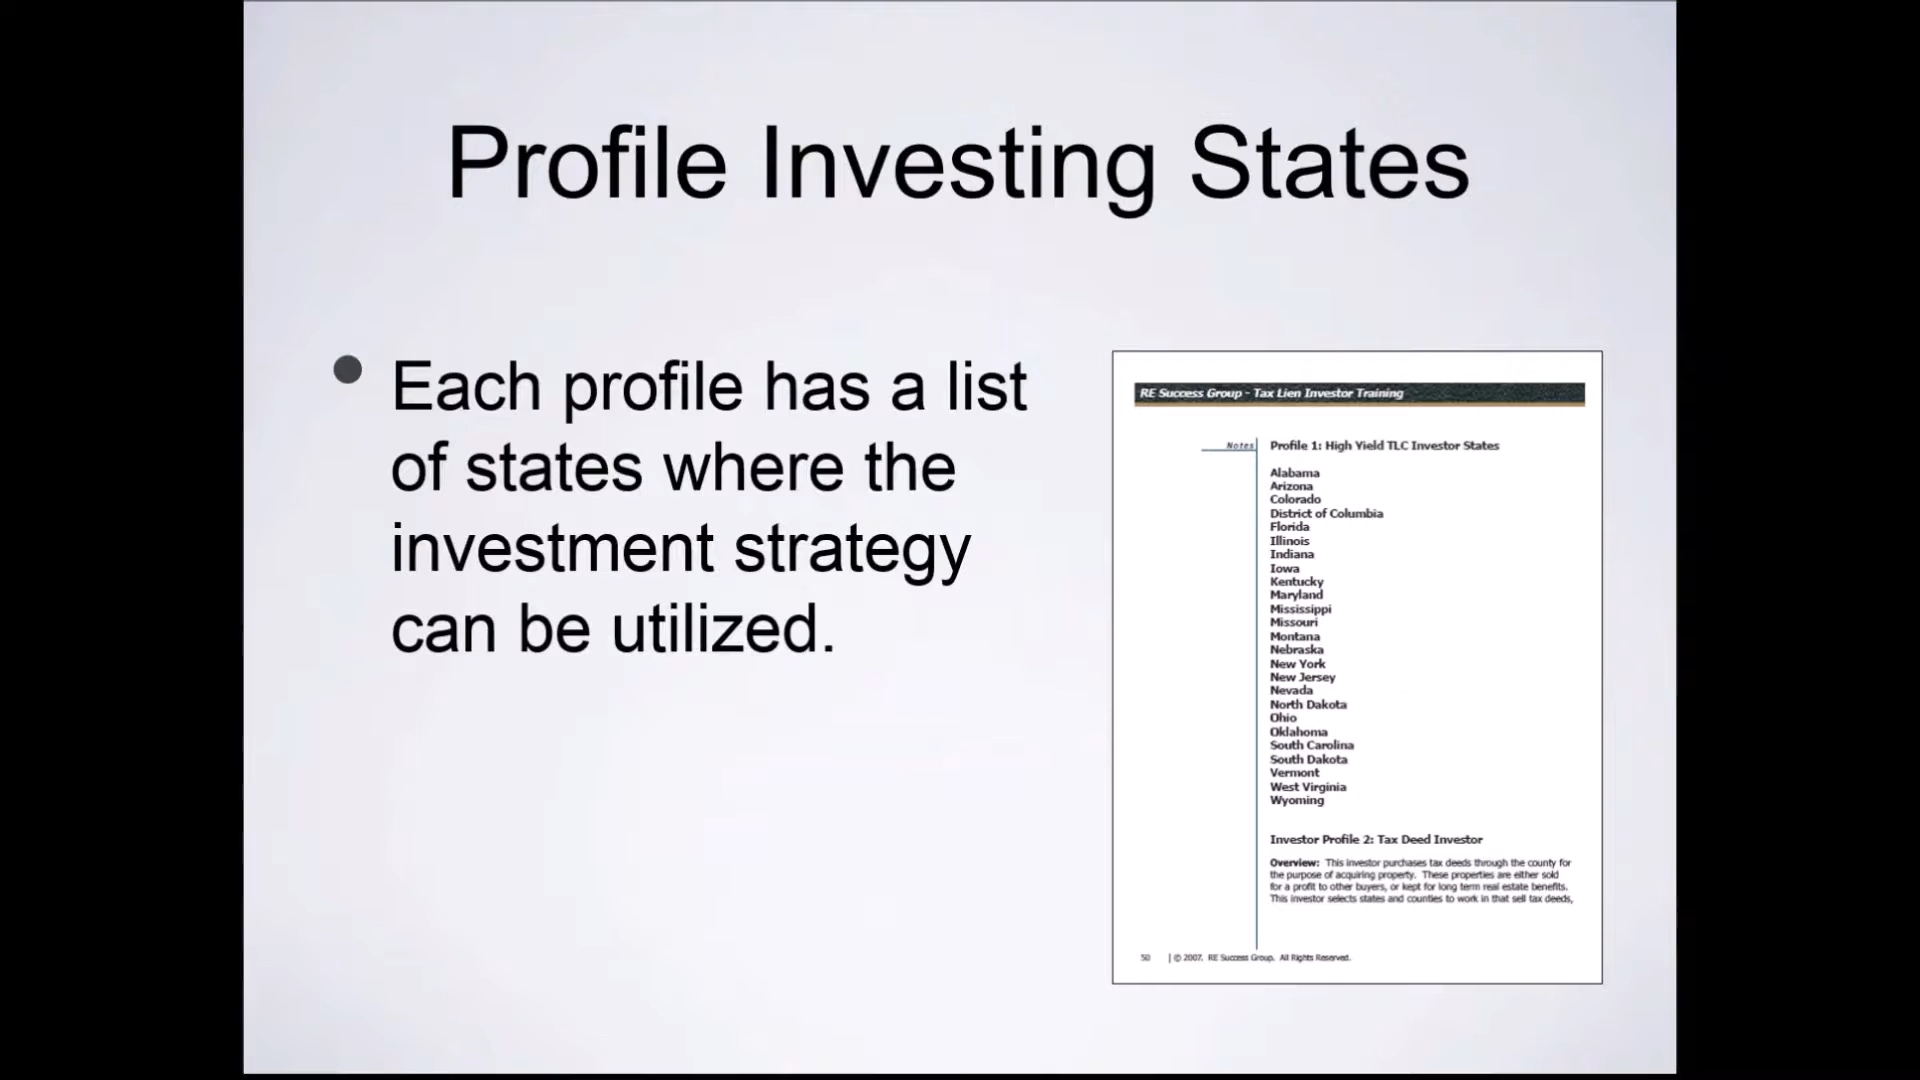 Profile Investing States
Each profile has a list
of states where the
investment strategy
can be utilized.
RE Success Group - Tax Lien Investor Training
Notes
Profile 1: High Yield TLC Investor States
Alabama
Arizona
Colorado
District of Columbia
Florida
Illinois
Indiana
Iowa
Kentucky
Maryland
Mississippi
Missouri
Montana
Nebraska
New York
New Jersey
Nevada
North Dakota
Ohio
Oklahoma
South Carolina
South Dakota
Vermont
West Virginia
Wyoming
Investor Profile 2: Tax Deed Investor
Overview: This investor purchases tax deeds through the county for
the purpose of acquiring property. These properties are either sold
for a profit to other buyers, or kept for long term real estate benefits.
This investor selects states and counties to work in that sell tax deeds,
50 | © 2007. RE Success Group. All Rights Reserved.